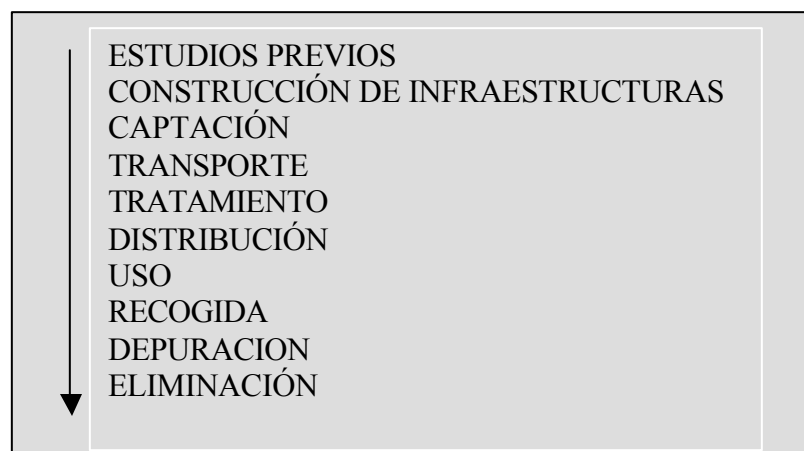 ESTUDIOS PREVIOS
CONSTRUCCIÓN DE INFRAESTRUCTURAS
CAPTACIÓN
TRANSPORTE
TRATAMIENTO
DISTRIBUCIÓN
USO
RECOGIDA
DEPURACION
ELIMINACIÓN